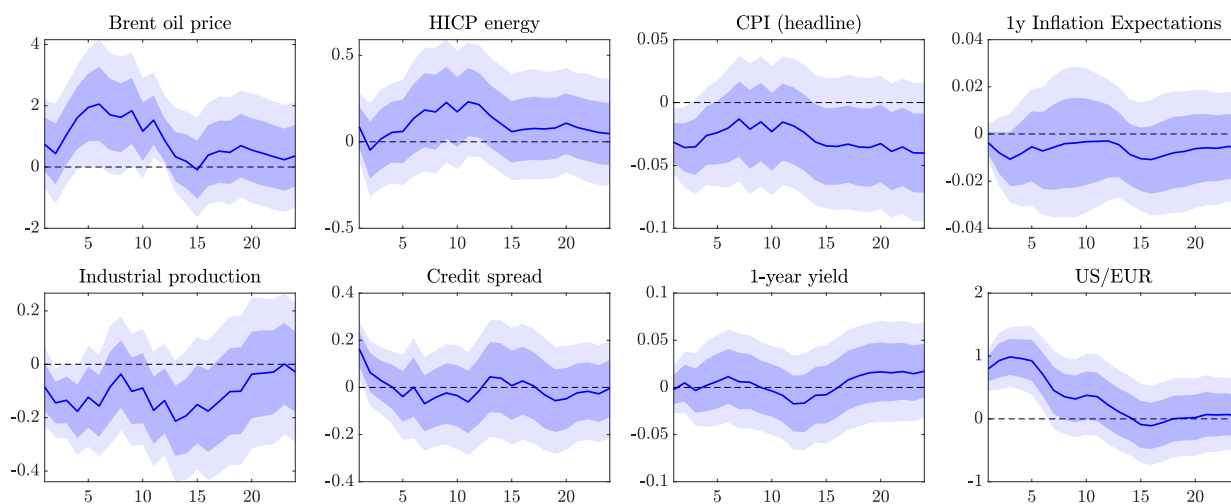 Brent oil price
4
2
0
-2
5 10 15 20
HICP energy
0.5
0
-0.5
5 10 15 20
CPI (headline)
0.05
0
-0.05
-0.1
5 10 15 20
1y Inflation Expectations
0.04
0.02
0
-0.02
-0.04
5 10 15 20
Industrial production
0.2
0
-0.2
-0.4
5 10 15 20
Credit spread
0.4
0.2
0
-0.2
-0.4
5 10 15 20
1-year yield
0.1
0.05
0
-0.05
-0.1
5 10 15 20
US/EUR
2
1
0
-1
5 10 15 20